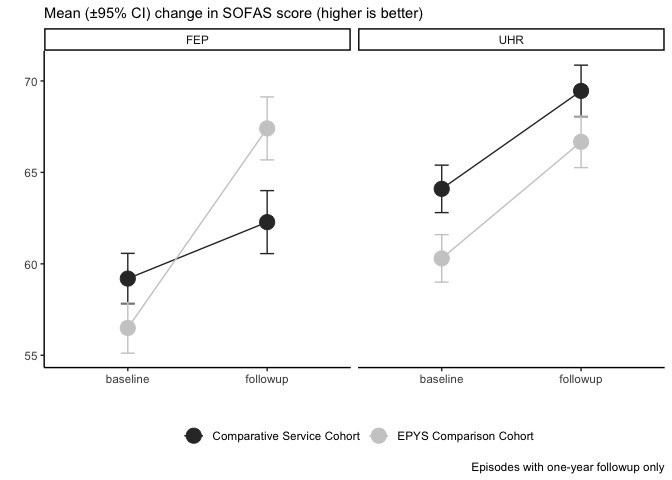 Mean (±95% CI) change in SOFAS score (higher is better)
FEP
UHR
70
65
60
55
baseline
followup
baseline
followup
Comparative Service Cohort
EPYS Comparison Cohort
Episodes with one-year followup only